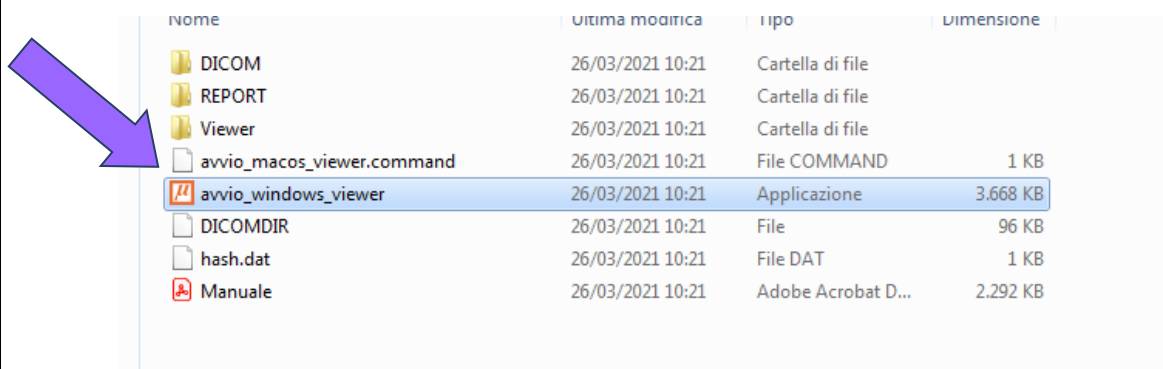 Nome Ultima modifica Tipo Dimensione
DICOM 26/03/2021 10:21 Cartella di file
REPORT 26/03/2021 10:21 Cartella di file
Viewer 26/03/2021 10:21 Cartella di file
avvio_macos_viewer.command 26/03/2021 10:21 File COMMAND 1 KB
µ avvio_windows_viewer 26/03/2021 10:21 Applicazione 3.668 KB
DICOMDIR 26/03/2021 10:21 File 96 KB
hash.dat 26/03/2021 10:21 File DAT 1 KB
Manuale 26/03/2021 10:21 Adobe Acrobat D... 2.292 KB